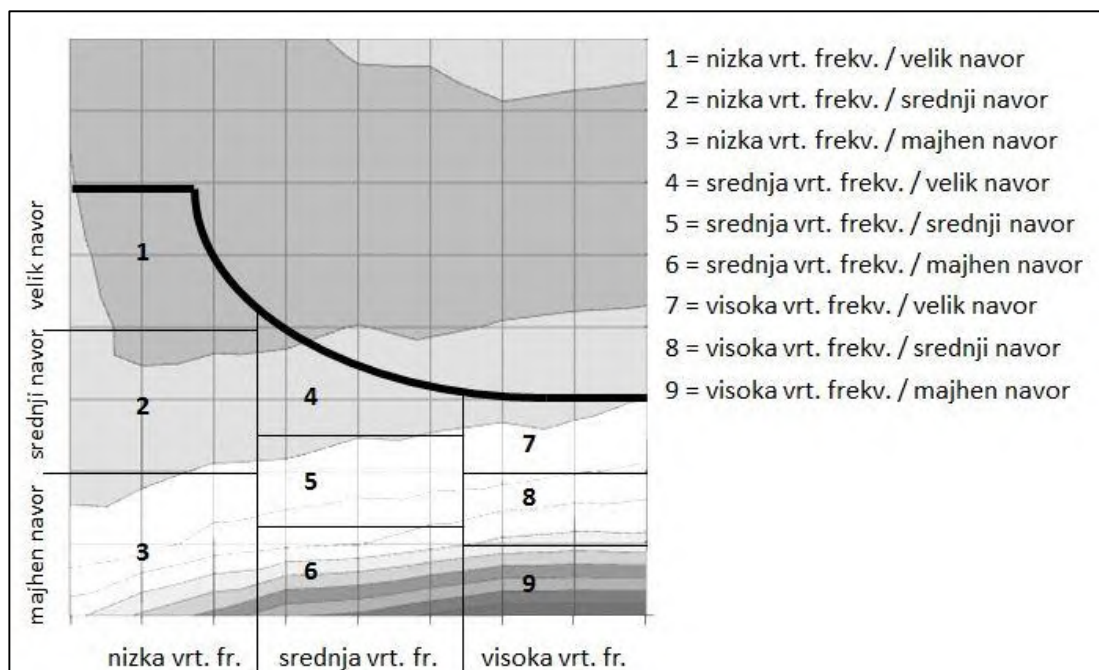 1 = nizka vrt. frekv. / velik navor
2 = nizka vrt. frekv. / srednji navor
3 = nizka vrt. frekv. / majhen navor
4 = srednja vrt. frekv. / velik navor
5 = srednja vrt. frekv. / srednji navor
6 = srednja vrt. frekv. / majhen navor
7 = visoka vrt. frekv. / velik navor
8 = visoka vrt. frekv. / srednji navor
9 = visoka vrt. frekv. / majhen navor
velik navor
srednji navor
majhen navor
1
2
3
4
5
6
7
8
9
nizka vrt. fr.
srednja vrt. fr.
visoka vrt. fr.